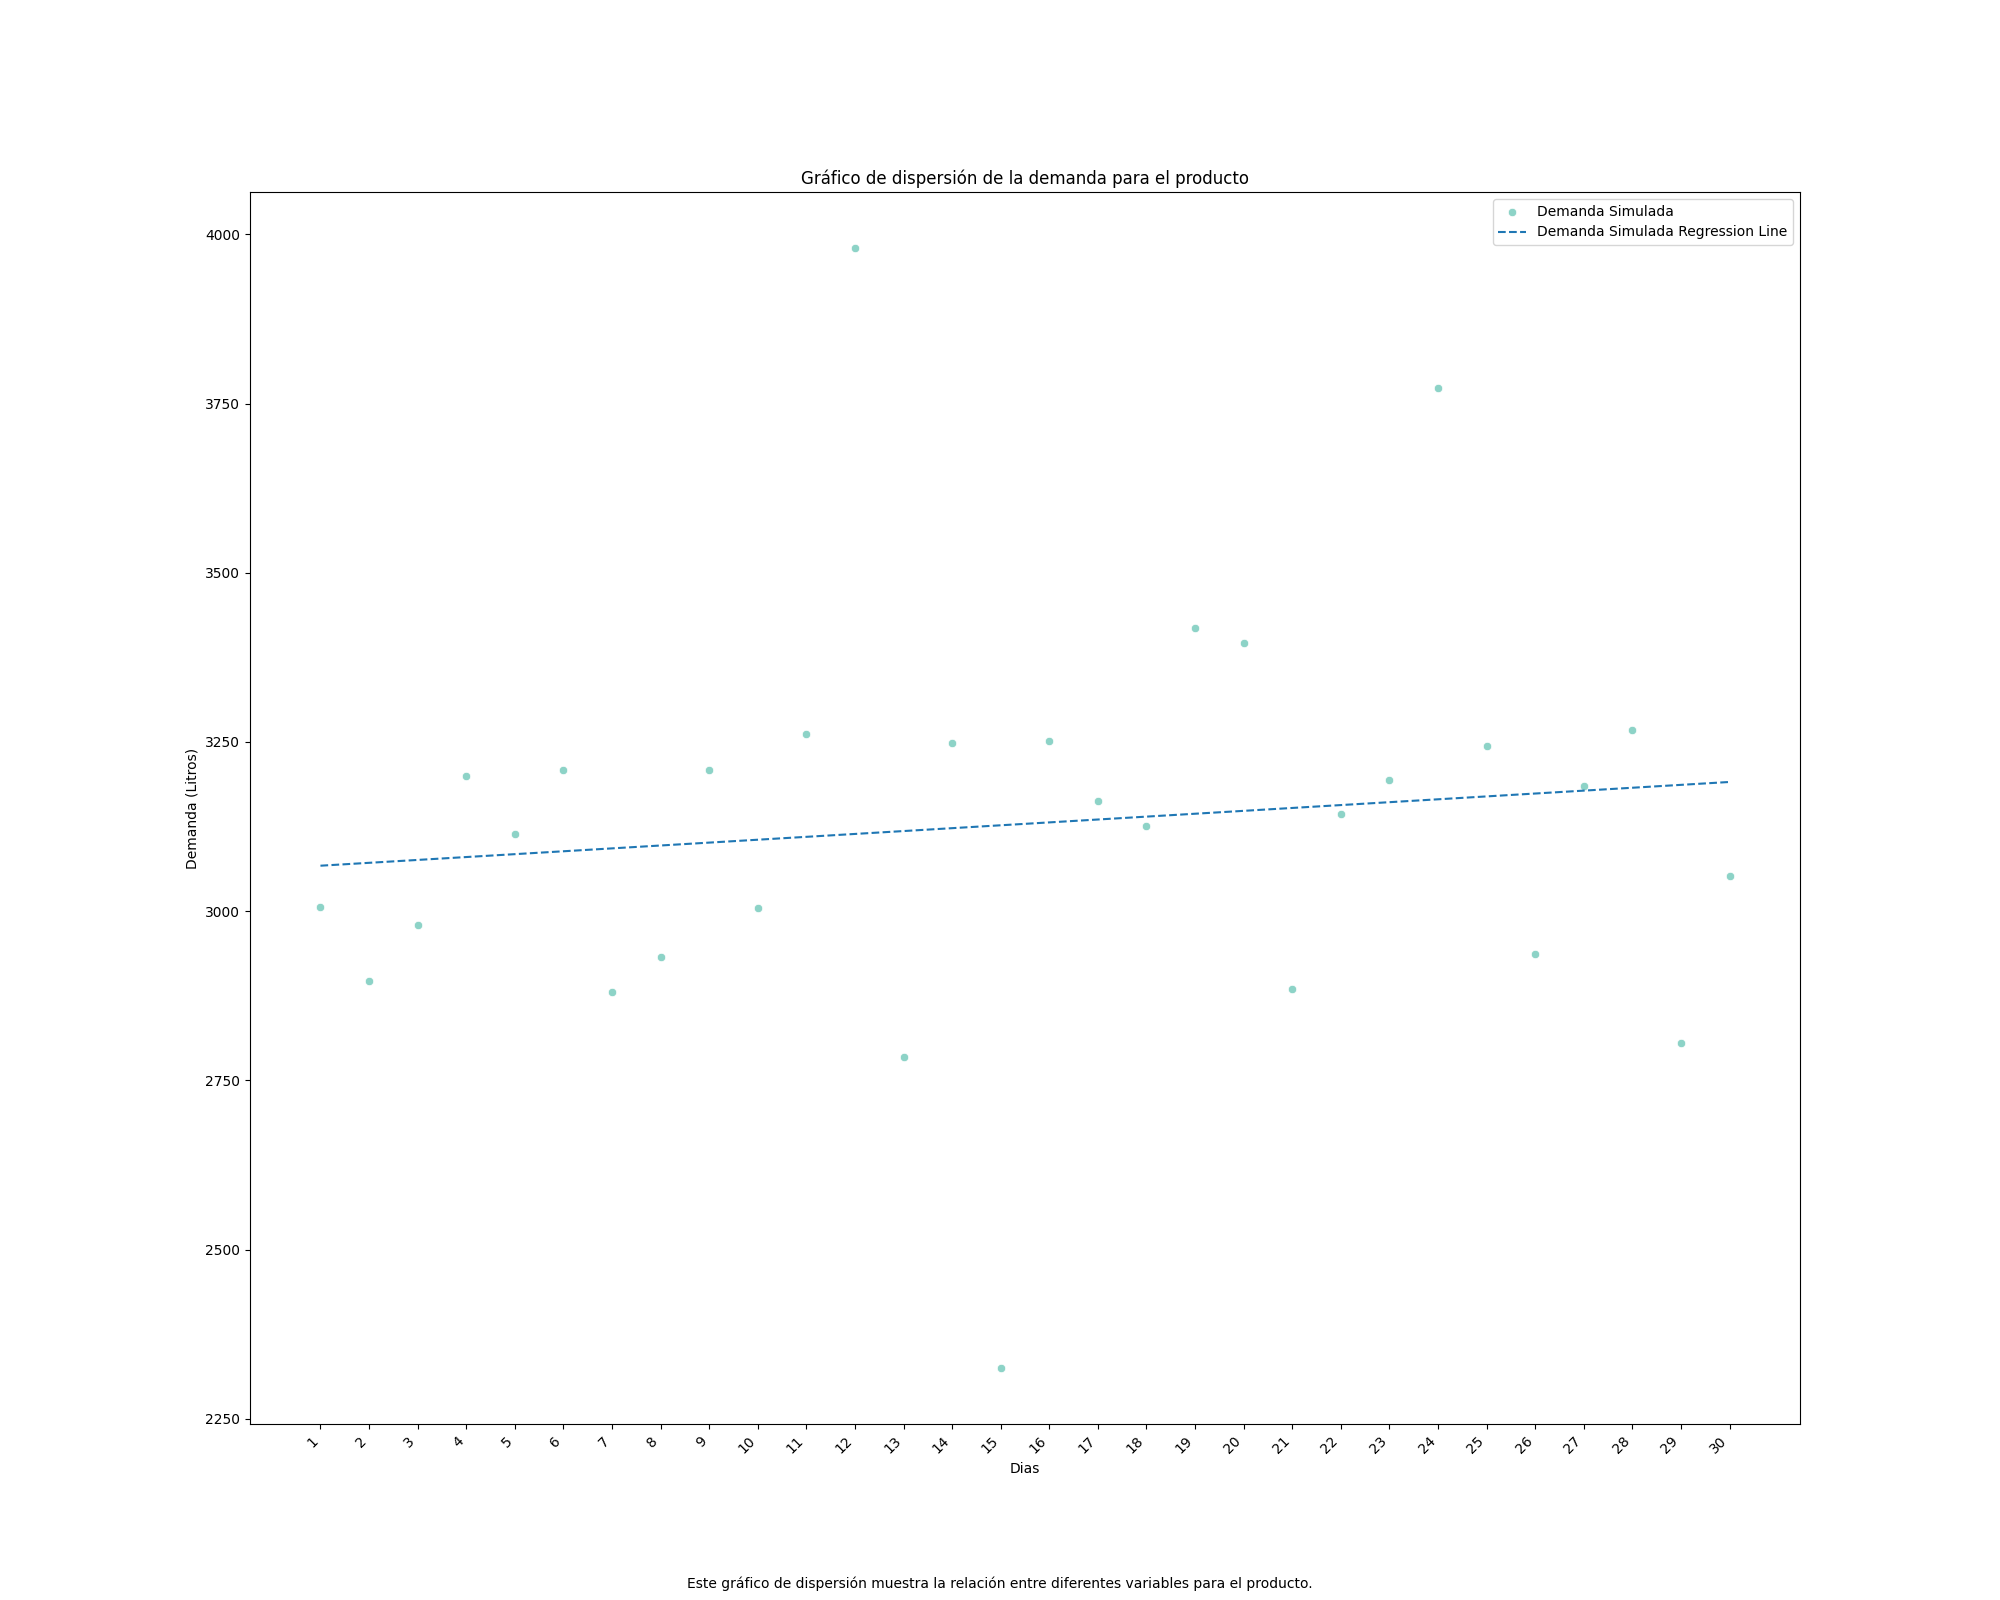 Gráfico de dispersión de la demanda para el producto
Demanda Simulada
Demanda Simulada Regression Line
4000
3750
3500
3250
3000
2750
2500
2250
Demanda (Litros)
1 2 3 4 5 6 7 8 9 10 11 12 13 14 15 16 17 18 19 20 21 22 23 24 25 26 27 28 29 30
Dias
Este gráfico de dispersión muestra la relación entre diferentes variables para el producto.